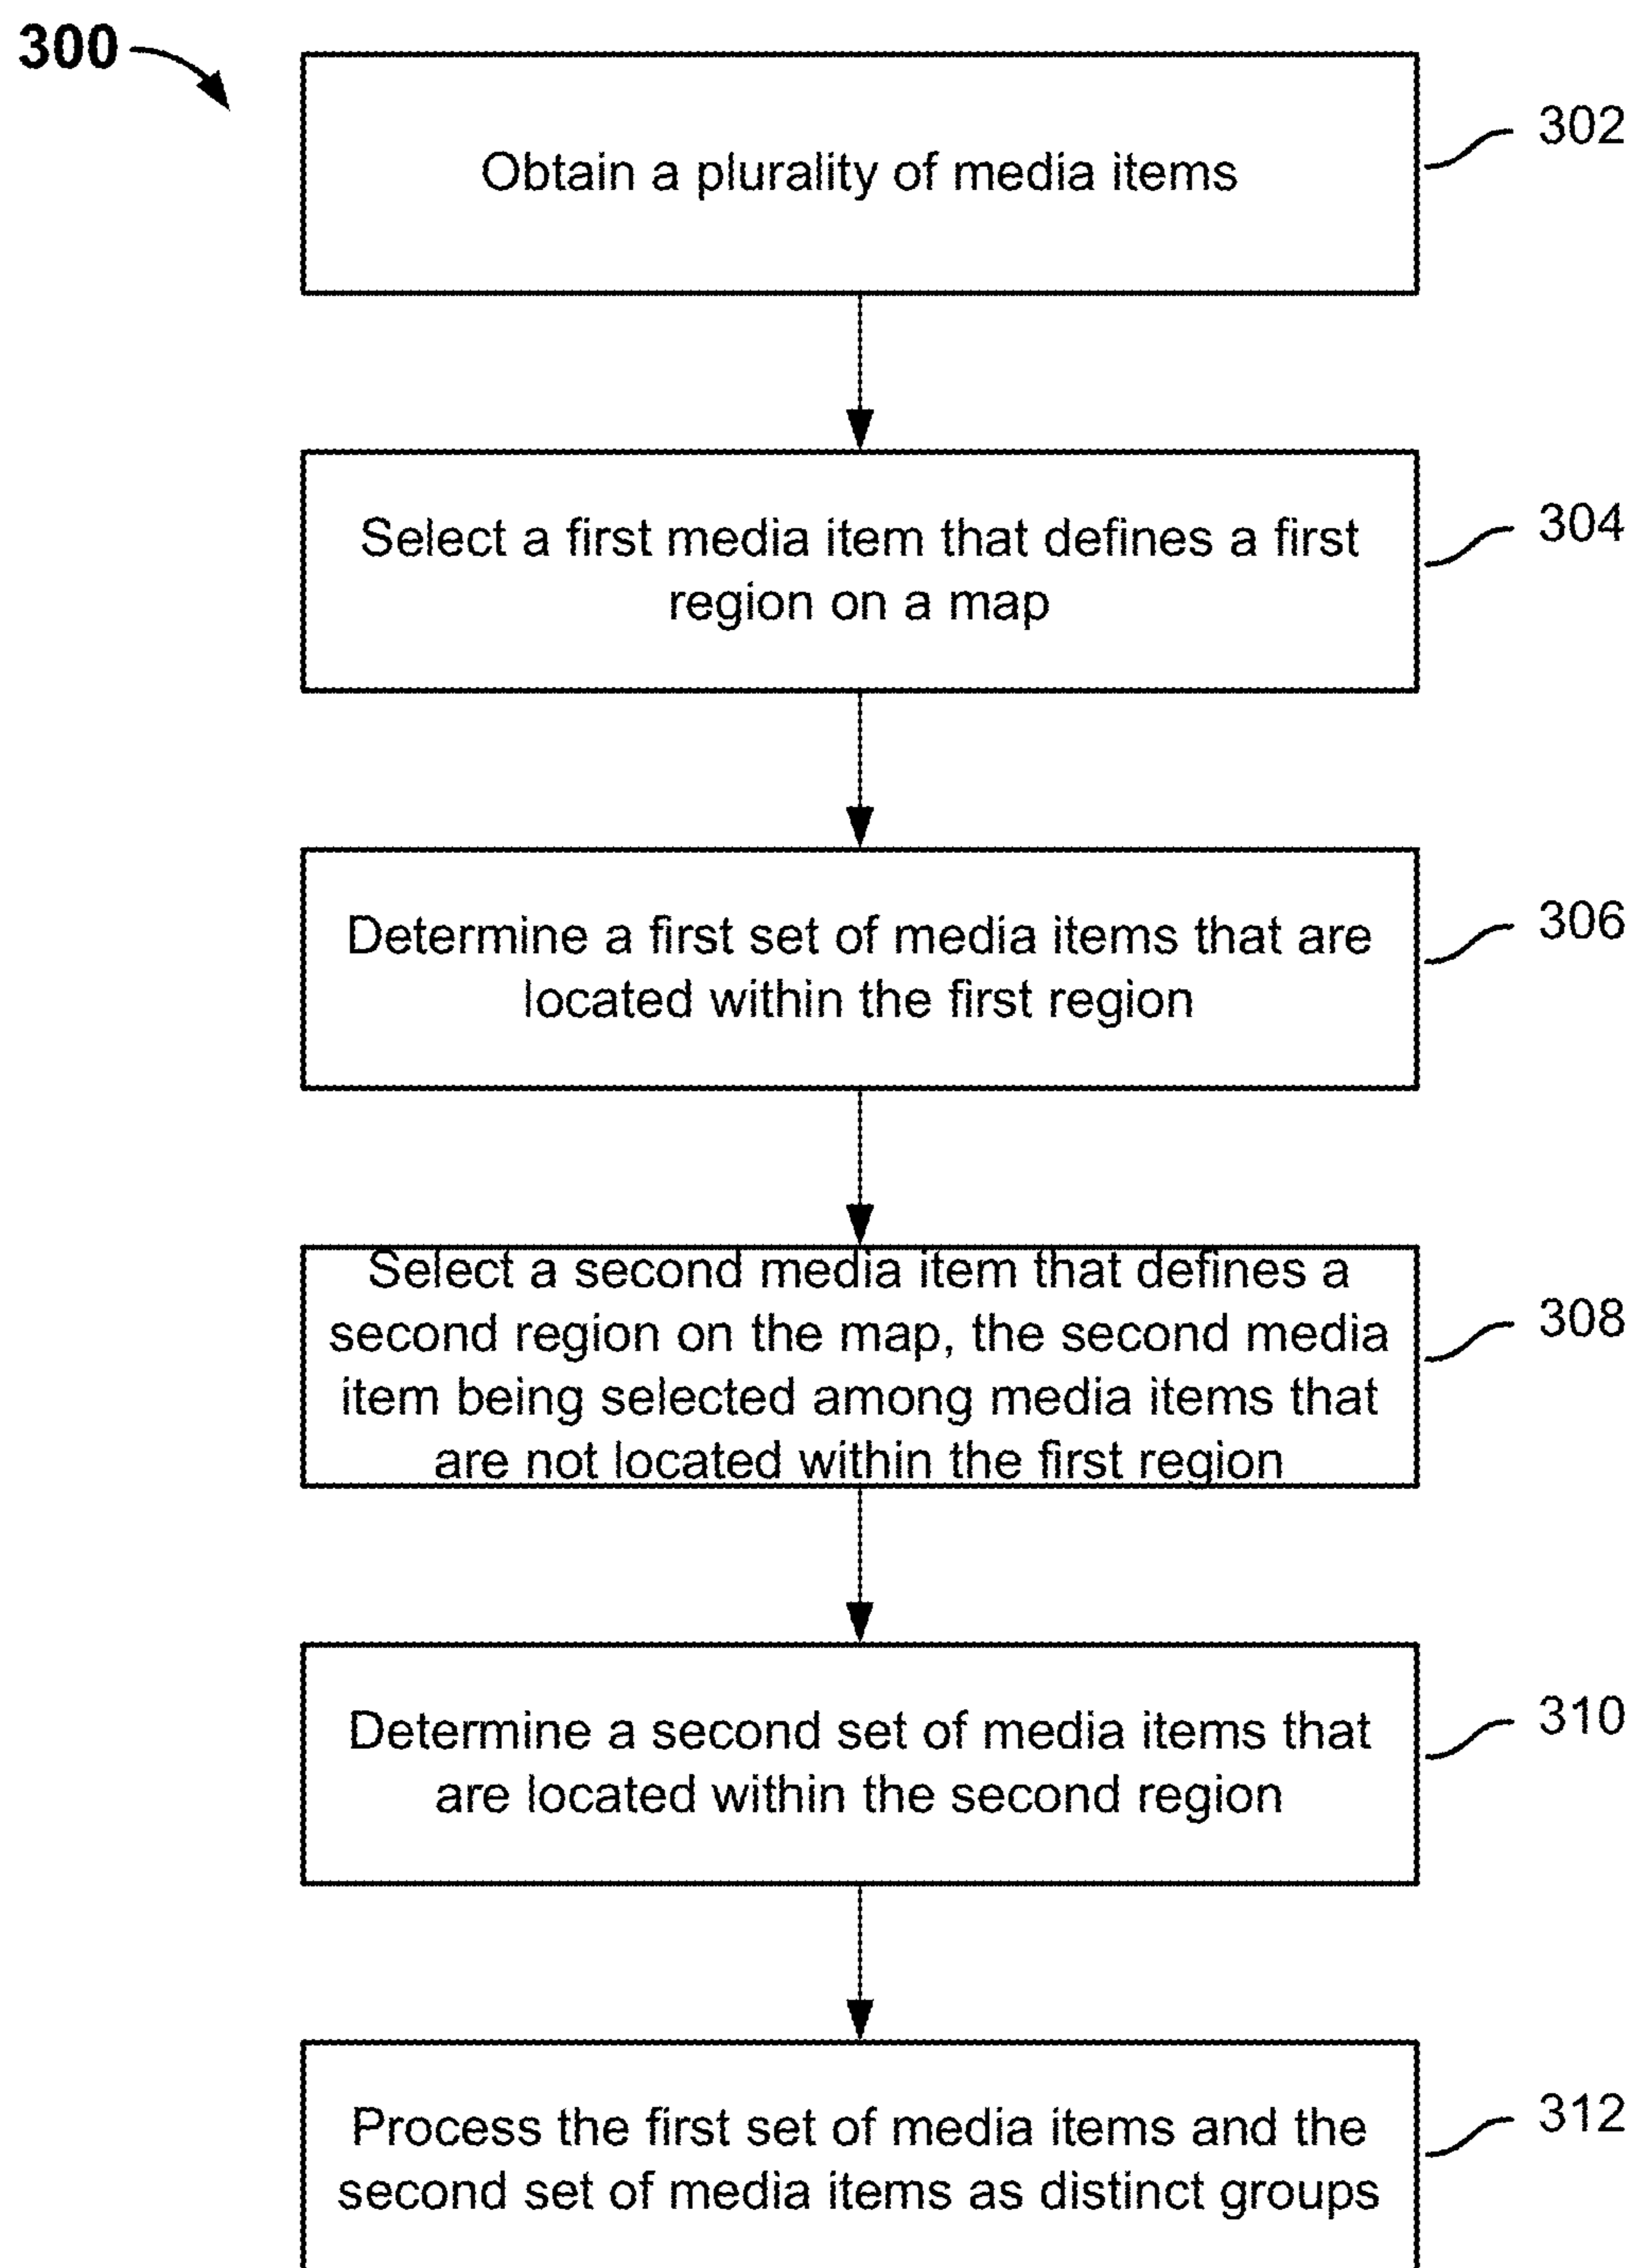 300
Obtain a plurality of media items
302
Select a first media item that defines a first
region on a map
304
Determine a first set of media items that are
located within the first region
306
Select a second media item that defines a
second region on the map, the second media
item being selected among media items that
are not located within the first region
308
Determine a second set of media items that
are located within the second region
310
Process the first set of media items and the
second set of media items as distinct groups
312